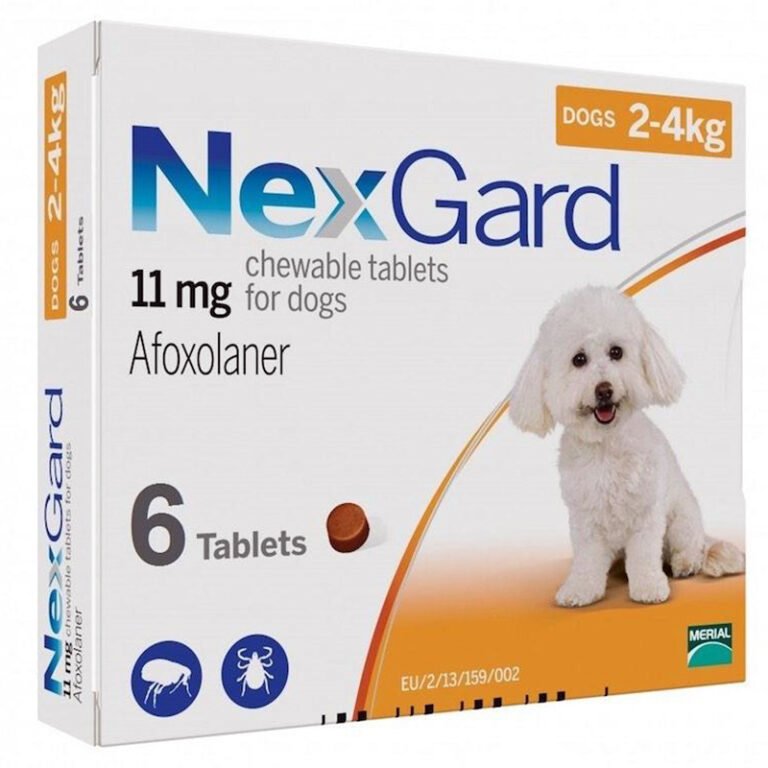 DOGS 2-4kg
6 Tablets
NexGard
11 mg chewable tablets for dogs
Afoxolaner
DOGS 2-4kg
NexGard
11 mg chewable tablets
for dogs
Afoxolaner
6 Tablets
MERIAL
EU/2/13/159/002